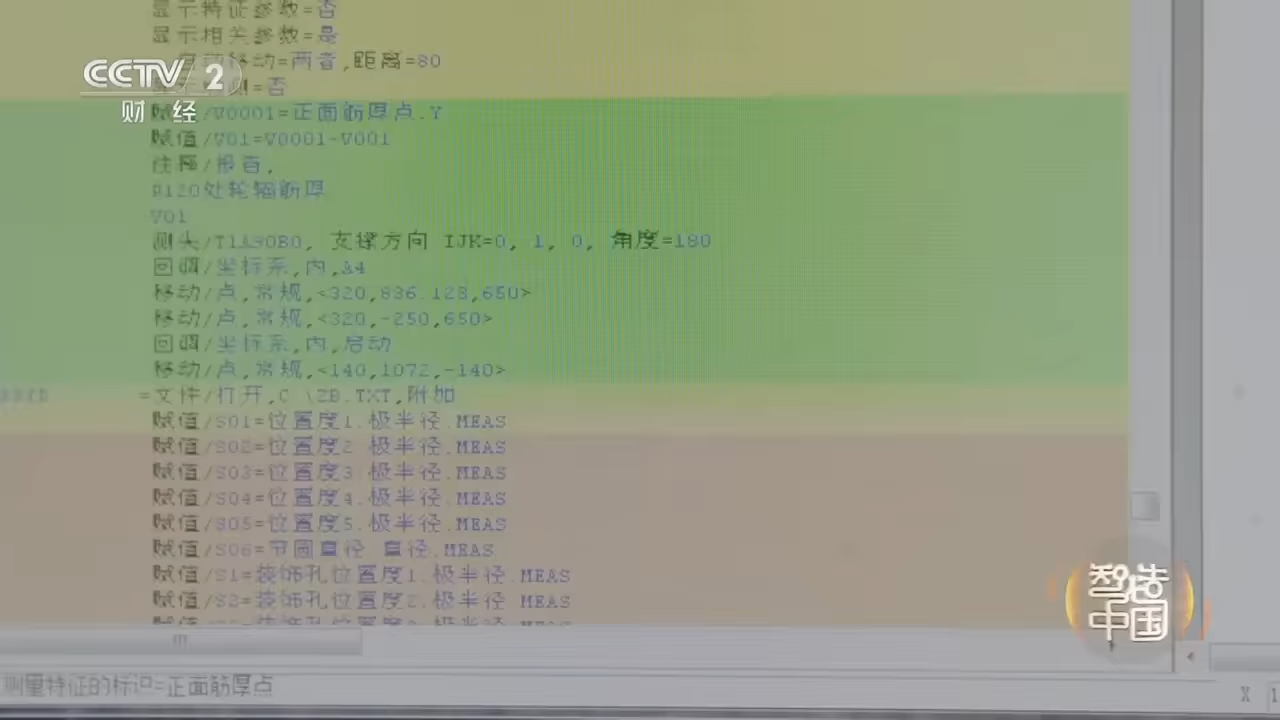 显示特征参数=否
显示相关参数=是
自动移动=两者,距离=80
CCTV 2
财经
=否
赋值/V0001=正面筋厚点.Y
赋值/V01=V0001-V001
注释/报告,
R120处轮辐筋厚
V01
测头/T1A90B0, 支撑方向 IJK=0, 1, 0, 角度=180
回调/坐标系,内,A4
移动/点,常规,<320,836.128,650>
移动/点,常规,<320,-250,650>
回调/坐标系,内,启动
移动/点,常规,<140,1072,-140>
=文件/打开,C:\ZB.TXT,附加
赋值/S01=位置度1.极半径.MEAS
赋值/S02=位置度2.极半径.MEAS
赋值/S03=位置度3.极半径.MEAS
赋值/S04=位置度4.极半径.MEAS
赋值/S05=位置度5.极半径.MEAS
赋值/S06=节圆直径.直径.MEAS
赋值/S1=装饰孔位置度1.极半径.MEAS
赋值/S2=装饰孔位置度2.极半径.MEAS
智造
中国
测量特征的标识=正面筋厚点
X